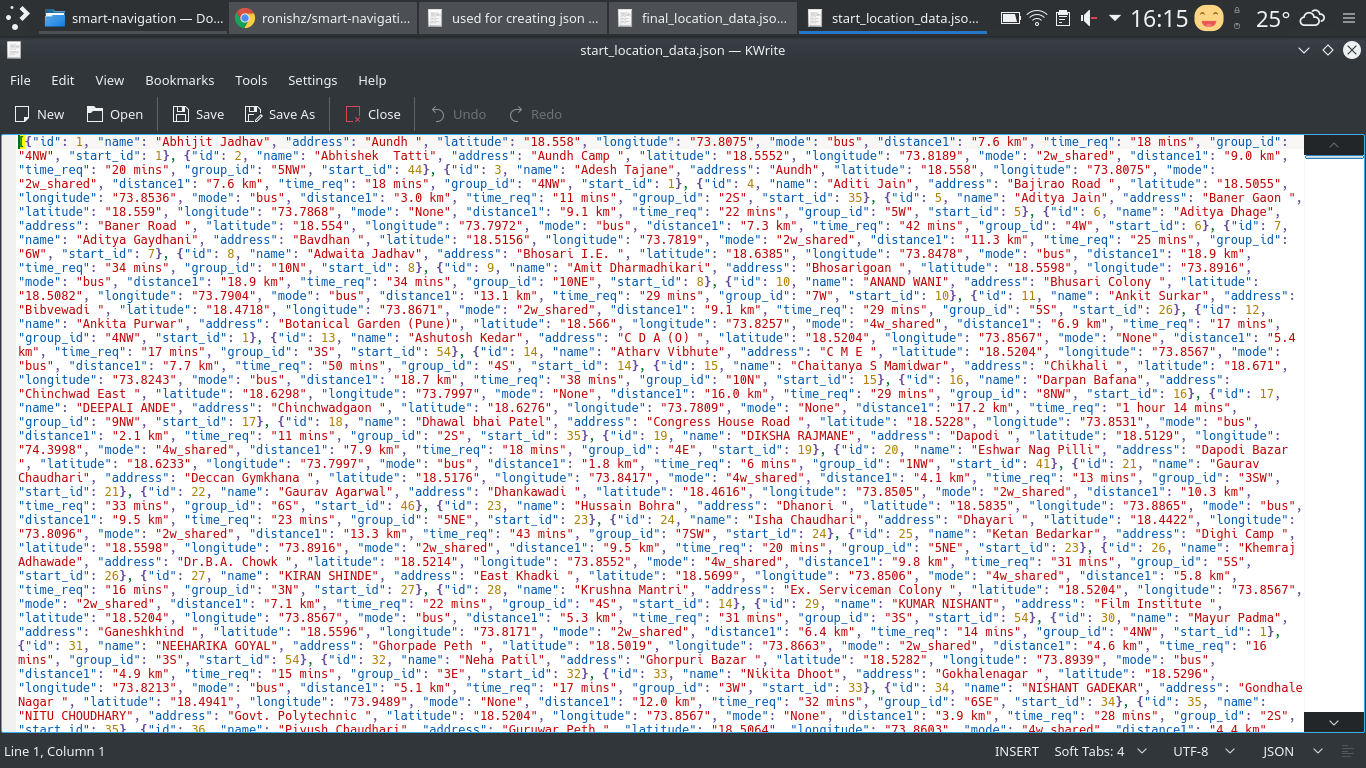 smart-navigation — Do...
ronishz/smart-navigati...
used for creating json ...
final_location_data.jso...
start_location_data.jso...
16:15
25°
start_location_data.json — KWrite
File Edit View Bookmarks Tools Settings Help
New Open Save Save As Close Undo Redo
[{"id": 1, "name": "Abhijit Jadhav", "address": "Aundh ", "latitude": "18.558", "longitude": "73.8075", "mode": "bus", "distance1": "7.6 km", "time_req": "18 mins", "group_id":
"4NW", "start_id": 1}, {"id": 2, "name": "Abhishek  Tatti", "address": "Aundh Camp ", "latitude": "18.5552", "longitude": "73.8189", "mode": "2w_shared", "distance1": "9.0 km",
"time_req": "20 mins", "group_id": "5NW", "start_id": 44}, {"id": 3, "name": "Adesh Tajane", "address": "Aundh", "latitude": "18.558", "longitude": "73.8075", "mode":
"2w_shared", "distance1": "7.6 km", "time_req": "18 mins", "group_id": "4NW", "start_id": 1}, {"id": 4, "name": "Aditi Jain", "address": "Bajirao Road ", "latitude": "18.5055",
"longitude": "73.8536", "mode": "bus", "distance1": "3.0 km", "time_req": "11 mins", "group_id": "2S", "start_id": 35}, {"id": 5, "name": "Aditya Jain", "address": "Baner Gaon ",
"latitude": "18.559", "longitude": "73.7868", "mode": "None", "distance1": "9.1 km", "time_req": "22 mins", "group_id": "5W", "start_id": 5}, {"id": 6, "name": "Aditya Dhage",
"address": "Baner Road ", "latitude": "18.554", "longitude": "73.7972", "mode": "bus", "distance1": "7.3 km", "time_req": "42 mins", "group_id": "4W", "start_id": 6}, {"id": 7,
"name": "Aditya Gaydhani", "address": "Bavdhan ", "latitude": "18.5156", "longitude": "73.7819", "mode": "2w_shared", "distance1": "11.3 km", "time_req": "25 mins", "group_id":
"6W", "start_id": 7}, {"id": 8, "name": "Adwaita Jadhav", "address": "Bhosari I.E. ", "latitude": "18.6385", "longitude": "73.8478", "mode": "bus", "distance1": "18.9 km",
"time_req": "34 mins", "group_id": "10N", "start_id": 8}, {"id": 9, "name": "Amit Dharmadhikari", "address": "Bhosarigoan ", "latitude": "18.5598", "longitude": "73.8916",
"mode": "bus", "distance1": "18.9 km", "time_req": "34 mins", "group_id": "10NE", "start_id": 8}, {"id": 10, "name": "ANAND WANI", "address": "Bhusari Colony ", "latitude":
"18.5082", "longitude": "73.7904", "mode": "bus", "distance1": "13.1 km", "time_req": "29 mins", "group_id": "7W", "start_id": 10}, {"id": 11, "name": "Ankit Surkar", "address":
"Bibvewadi ", "latitude": "18.4718", "longitude": "73.8671", "mode": "2w_shared", "distance1": "9.1 km", "time_req": "29 mins", "group_id": "5S", "start_id": 26}, {"id": 12,
"name": "Ankita Purwar", "address": "Botanical Garden (Pune)", "latitude": "18.566", "longitude": "73.8257", "mode": "4w_shared", "distance1": "6.9 km", "time_req": "17 mins",
"group_id": "4NW", "start_id": 1}, {"id": 13, "name": "Ashutosh Kedar", "address": "C D A (O) ", "latitude": "18.5204", "longitude": "73.8567", "mode": "None", "distance1": "5.4
km", "time_req": "17 mins", "group_id": "3S", "start_id": 54}, {"id": 14, "name": "Atharv Vibhute", "address": "C M E ", "latitude": "18.5204", "longitude": "73.8567", "mode":
"bus", "distance1": "7.7 km", "time_req": "50 mins", "group_id": "4S", "start_id": 14}, {"id": 15, "name": "Chaitanya S Mamidwar", "address": "Chikhali ", "latitude": "18.671",
"longitude": "73.8243", "mode": "bus", "distance1": "18.7 km", "time_req": "38 mins", "group_id": "10N", "start_id": 15}, {"id": 16, "name": "Darpan Bafana", "address":
"Chinchwad East ", "latitude": "18.6298", "longitude": "73.7997", "mode": "None", "distance1": "16.0 km", "time_req": "29 mins", "group_id": "8NW", "start_id": 16}, {"id": 17,
"name": "DEEPALI ANDE", "address": "Chinchwadgaon ", "latitude": "18.6276", "longitude": "73.7809", "mode": "None", "distance1": "17.2 km", "time_req": "1 hour 14 mins",
"group_id": "9NW", "start_id": 17}, {"id": 18, "name": "Dhawal bhai Patel", "address": "Congress House Road ", "latitude": "18.5228", "longitude": "73.8531", "mode": "bus",
"distance1": "2.1 km", "time_req": "11 mins", "group_id": "2S", "start_id": 35}, {"id": 19, "name": "DIKSHA RAJMANE", "address": "Dapodi ", "latitude": "18.5129", "longitude":
"74.3998", "mode": "4w_shared", "distance1": "7.9 km", "time_req": "18 mins", "group_id": "4E", "start_id": 19}, {"id": 20, "name": "Eshwar Nag Pilli", "address": "Dapodi Bazar
", "latitude": "18.6233", "longitude": "73.7997", "mode": "bus", "distance1": "1.8 km", "time_req": "6 mins", "group_id": "1NW", "start_id": 41}, {"id": 21, "name": "Gaurav
Chaudhari", "address": "Deccan Gymkhana ", "latitude": "18.5176", "longitude": "73.8417", "mode": "4w_shared", "distance1": "4.1 km", "time_req": "13 mins", "group_id": "3SW",
"start_id": 21}, {"id": 22, "name": "Gaurav Agarwal", "address": "Dhankawadi ", "latitude": "18.4616", "longitude": "73.8505", "mode": "2w_shared", "distance1": "10.3 km",
"time_req": "33 mins", "group_id": "6S", "start_id": 46}, {"id": 23, "name": "Hussain Bohra", "address": "Dhanori ", "latitude": "18.5835", "longitude": "73.8865", "mode": "bus",
"distance1": "9.5 km", "time_req": "23 mins", "group_id": "5NE", "start_id": 23}, {"id": 24, "name": "Isha Chaudhari", "address": "Dhayari ", "latitude": "18.4422", "longitude":
"73.8096", "mode": "2w_shared", "distance1": "13.3 km", "time_req": "43 mins", "group_id": "7SW", "start_id": 24}, {"id": 25, "name": "Ketan Bedarkar", "address": "Dighi Camp ",
"latitude": "18.5598", "longitude": "73.8916", "mode": "2w_shared", "distance1": "9.5 km", "time_req": "20 mins", "group_id": "5NE", "start_id": 23}, {"id": 26, "name": "Khemraj
Adhawade", "address": "Dr.B.A. Chowk ", "latitude": "18.5214", "longitude": "73.8552", "mode": "4w_shared", "distance1": "9.8 km", "time_req": "31 mins", "group_id": "5S",
"start_id": 26}, {"id": 27, "name": "KIRAN SHINDE", "address": "East Khadki ", "latitude": "18.5699", "longitude": "73.8506", "mode": "4w_shared", "distance1": "5.8 km",
"time_req": "16 mins", "group_id": "3N", "start_id": 27}, {"id": 28, "name": "Krushna Mantri", "address": "Ex. Serviceman Colony ", "latitude": "18.5204", "longitude": "73.8567",
"mode": "2w_shared", "distance1": "7.1 km", "time_req": "22 mins", "group_id": "4S", "start_id": 14}, {"id": 29, "name": "KUMAR NISHANT", "address": "Film Institute ",
"latitude": "18.5204", "longitude": "73.8567", "mode": "bus", "distance1": "5.3 km", "time_req": "31 mins", "group_id": "3S", "start_id": 54}, {"id": 30, "name": "Mayur Padma",
"address": "Ganeshkhind ", "latitude": "18.5596", "longitude": "73.8171", "mode": "2w_shared", "distance1": "6.4 km", "time_req": "14 mins", "group_id": "4NW", "start_id": 1},
{"id": 31, "name": "NEEHARIKA GOYAL", "address": "Ghorpade Peth ", "latitude": "18.5019", "longitude": "73.8663", "mode": "2w_shared", "distance1": "4.6 km", "time_req": "16
mins", "group_id": "3S", "start_id": 54}, {"id": 32, "name": "Neha Patil", "address": "Ghorpuri Bazar ", "latitude": "18.5282", "longitude": "73.8939", "mode": "bus",
"distance1": "4.9 km", "time_req": "15 mins", "group_id": "3E", "start_id": 32}, {"id": 33, "name": "Nikita Dhoot", "address": "Gokhalenagar ", "latitude": "18.5296",
"longitude": "73.8213", "mode": "bus", "distance1": "5.1 km", "time_req": "17 mins", "group_id": "3W", "start_id": 33}, {"id": 34, "name": "NISHANT GADEKAR", "address": "Gondhale
Nagar ", "latitude": "18.4941", "longitude": "73.9489", "mode": "None", "distance1": "12.0 km", "time_req": "32 mins", "group_id": "6SE", "start_id": 34}, {"id": 35, "name":
"NITU CHOUDHARY", "address": "Govt. Polytechnic ", "latitude": "18.5204", "longitude": "73.8567", "mode": "None", "distance1": "3.9 km", "time_req": "28 mins", "group_id": "2S",
"start_id": 35}, {"id": 36, "name": "Piyush Chaudhari", "address": "Guruwar Peth ", "latitude": "18.5064", "longitude": "73.8603", "mode": "4w_shared", "distance1": "4.4 km",
Line 1, Column 1 INSERT Soft Tabs: 4 UTF-8 JSON